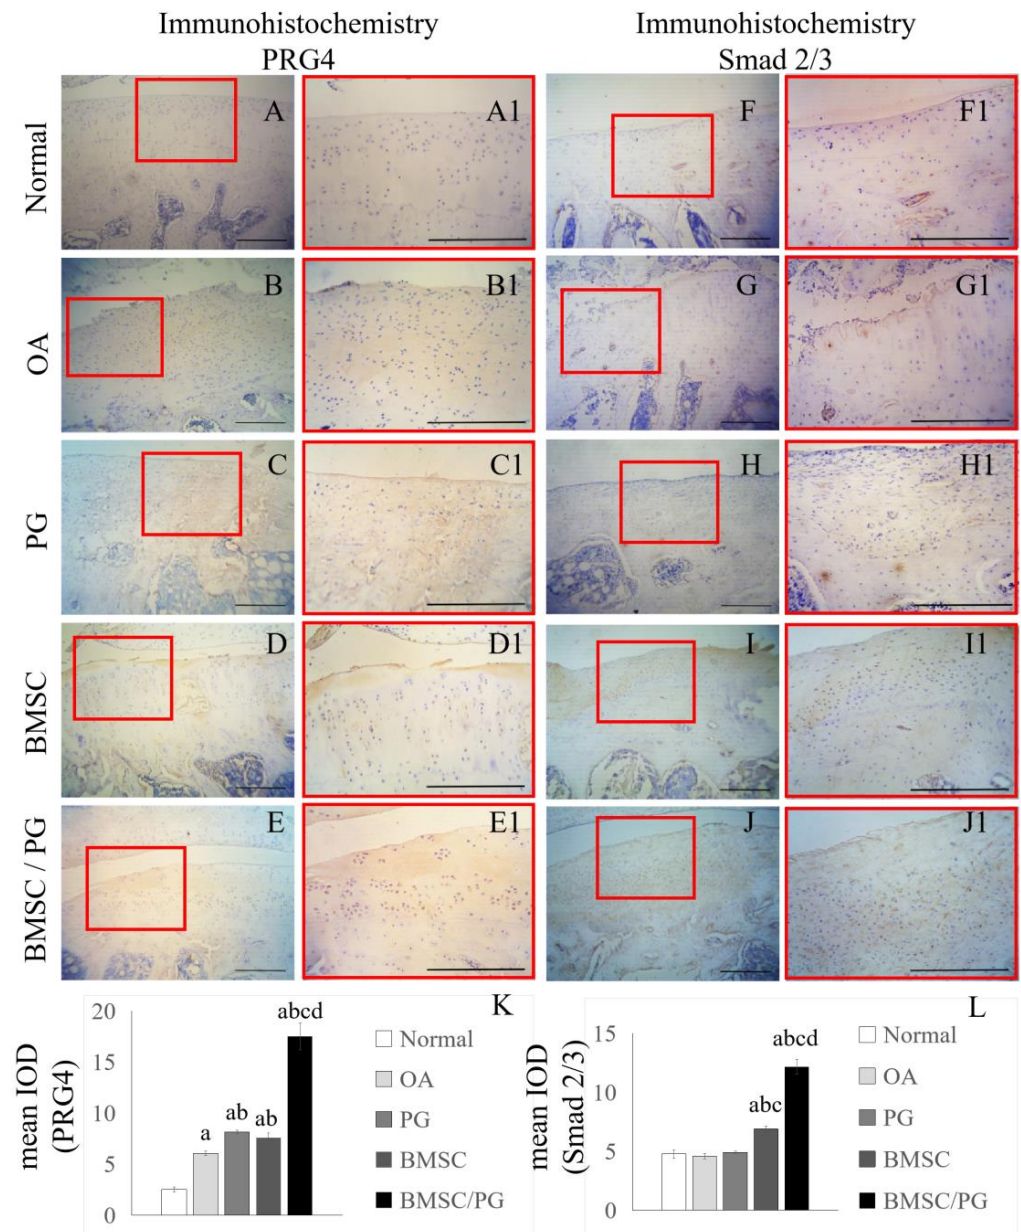 Immunohistochemistry
PRG4
Immunohistochemistry
Smad 2/3
Normal
A
A1
F
F1
OA
B
B1
G
G1
PG
C
C1
H
H1
BMSC
D
D1
I
I1
BMSC / PG
E
E1
J
J1
K
mean IOD
(PRG4)
20
15
10
5
0
a
ab
ab
abcd
Normal
OA
PG
BMSC
BMSC/PG
L
mean IOD
(Smad 2/3)
15
10
5
0
abc
abcd
Normal
OA
PG
BMSC
BMSC/PG